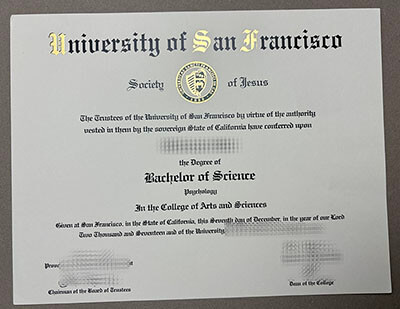 University of San Francisco
Society of Jesus
The Trustees of the University of San Francisco by virtue of the authority
vested in them by the sovereign State of California have conferred upon
the Degree of
Bachelor of Science
Psychology
In the College of Arts and Sciences
Given at San Francisco, in the State of California, this Seventh day of December, in the year of our Lord
Two Thousand and Seventeen and of the University
Chairman of the Board of Trustees
Dean of the College